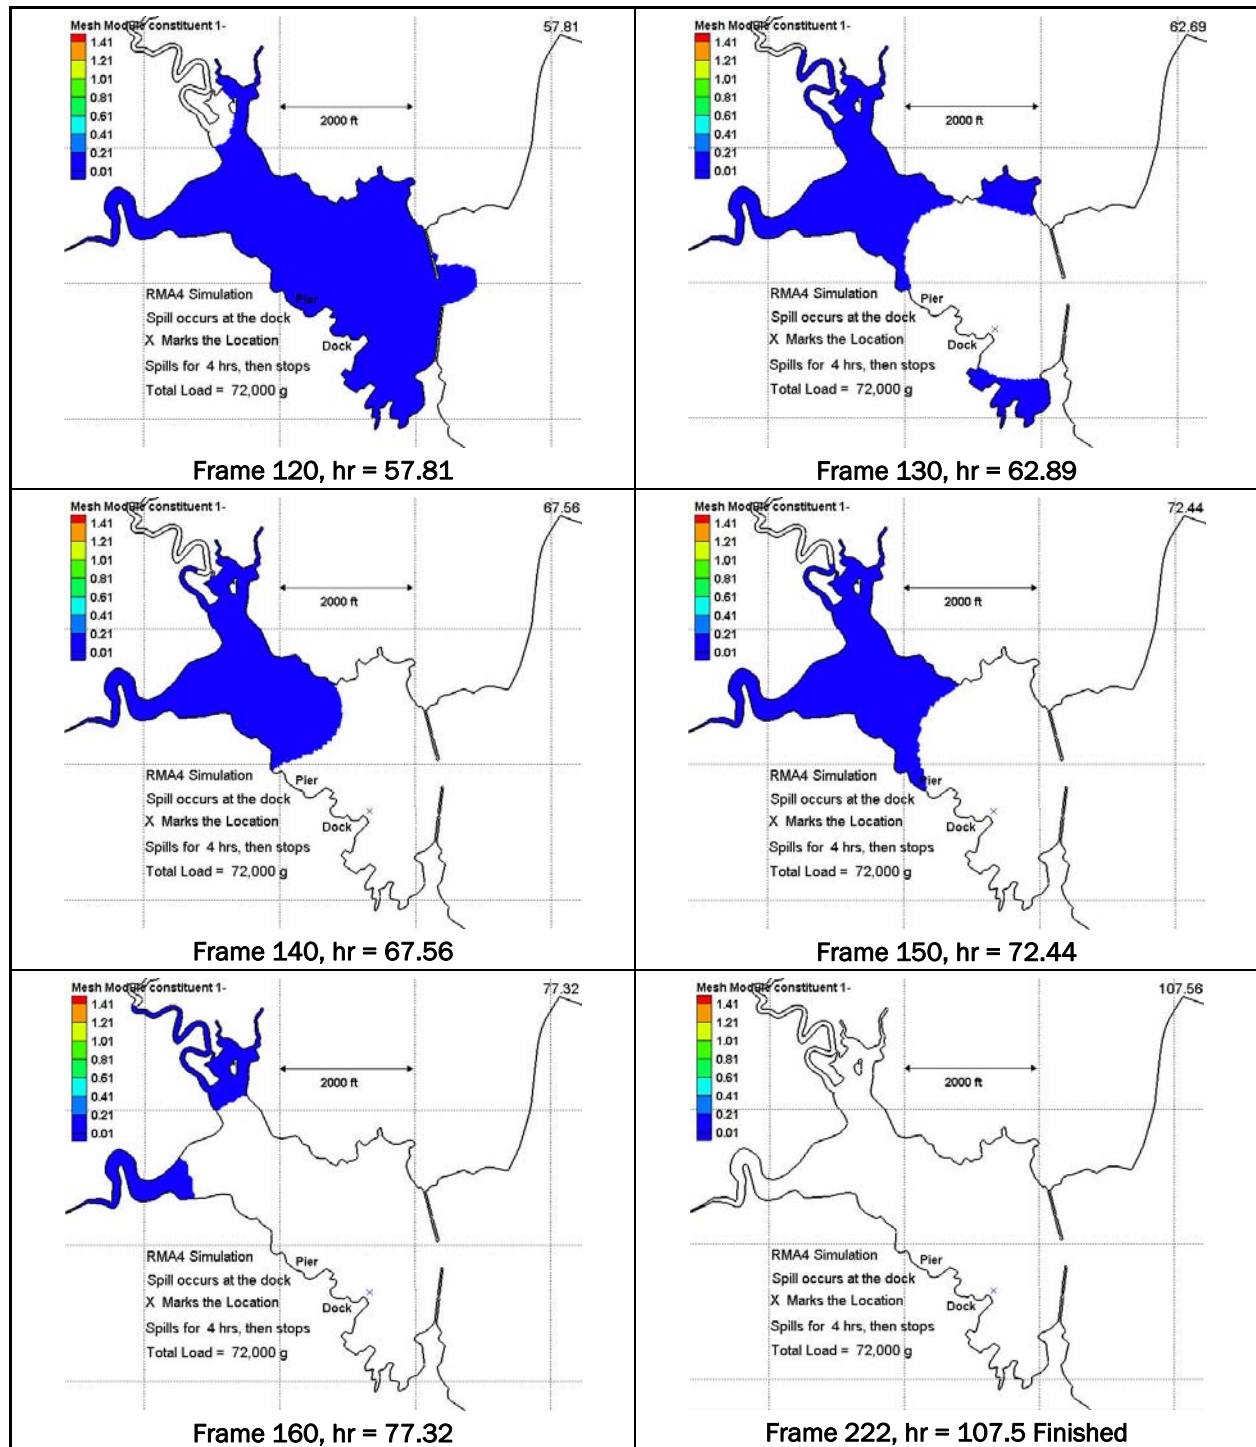 Mesh Module constituent 1-
57.81
1.41
1.21
1.01
0.81
0.61
0.41
0.21
0.01
2000 ft
RMA4 Simulation
Pier
Spill occurs at the dock
X Marks the Location
Dock
Spills for 4 hrs, then stops
Total Load = 72,000 g
Frame 120, hr = 57.81
Mesh Module constituent 1-
62.69
1.41
1.21
1.01
0.81
0.61
0.41
0.21
0.01
2000 ft
RMA4 Simulation
Pier
Spill occurs at the dock
X Marks the Location
Dock
Spills for 4 hrs, then stops
Total Load = 72,000 g
Frame 130, hr = 62.89
Mesh Module constituent 1-
67.56
1.41
1.21
1.01
0.81
0.61
0.41
0.21
0.01
2000 ft
RMA4 Simulation
Pier
Spill occurs at the dock
X Marks the Location
Dock
Spills for 4 hrs, then stops
Total Load = 72,000 g
Frame 140, hr = 67.56
Mesh Module constituent 1-
72.44
1.41
1.21
1.01
0.81
0.61
0.41
0.21
0.01
2000 ft
RMA4 Simulation
Pier
Spill occurs at the dock
X Marks the Location
Dock
Spills for 4 hrs, then stops
Total Load = 72,000 g
Frame 150, hr = 72.44
Mesh Module constituent 1-
77.32
1.41
1.21
1.01
0.81
0.61
0.41
0.21
0.01
2000 ft
RMA4 Simulation
Pier
Spill occurs at the dock
X Marks the Location
Dock
Spills for 4 hrs, then stops
Total Load = 72,000 g
Frame 160, hr = 77.32
Mesh Module constituent 1-
107.56
1.41
1.21
1.01
0.81
0.61
0.41
0.21
0.01
2000 ft
RMA4 Simulation
Pier
Spill occurs at the dock
X Marks the Location
Dock
Spills for 4 hrs, then stops
Total Load = 72,000 g
Frame 222, hr = 107.5 Finished